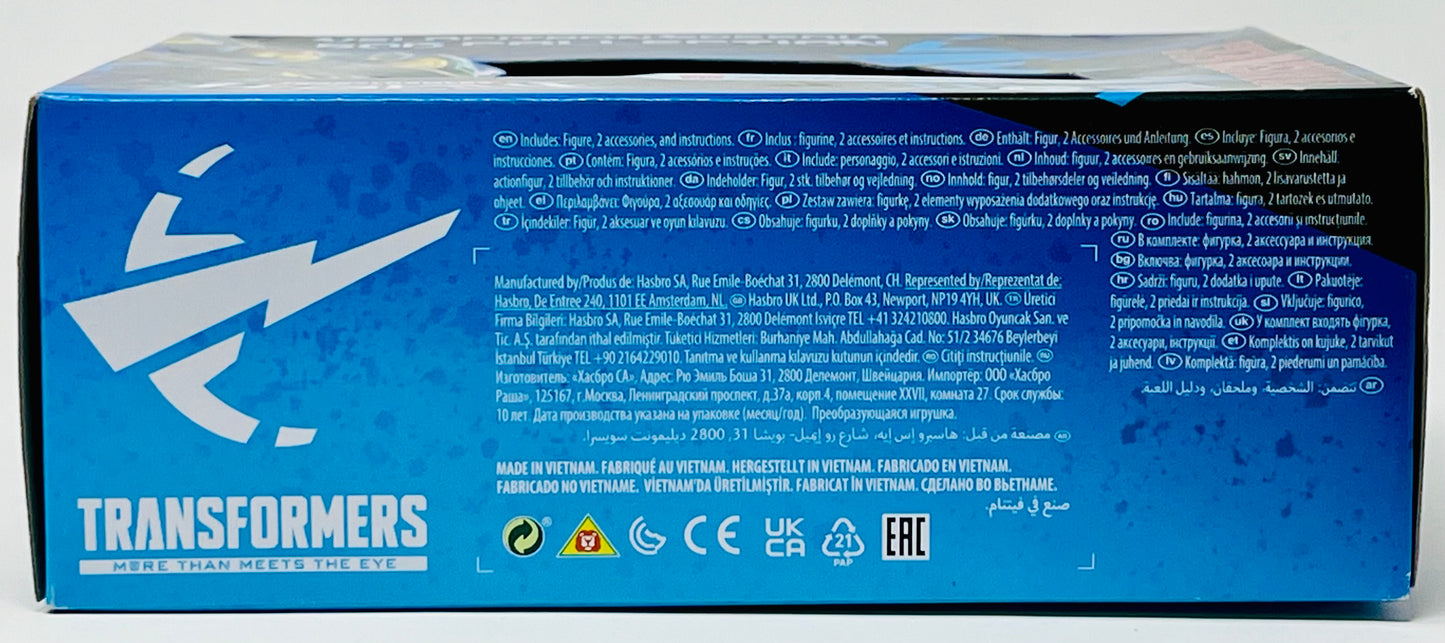 TRANSFORMERS
MORE THAN MEETS THE EYE
en Includes: Figure, 2 accessories, and instructions. fr Inclus : figurine, 2 accessoires et instructions. de Enthält: Figur, 2 Accessoires und Anleitung. es Incluye: Figura, 2 accesorios e
instrucciones. pt Contém: Figura, 2 acessórios e instruções. it Include: personaggio, 2 accessori e istruzioni. nl Inhoud: figuur, 2 accessoires en gebruiksaanwijzing. sv Innehåll:
actionfigur, 2 tillbehör och instruktioner. da Indeholder: Figur, 2 stk. tilbehør og vejledning. no Innhold: figur, 2 tilbehørsdeler og veiledning. fi Sisältää: hahmon, 2 lisävarustetta ja
ohjeet. el Περιλαμβάνει: Φιγούρα, 2 αξεσουάρ και οδηγίες. pl Zestaw zawiera: figurkę, 2 elementy wyposażenia dodatkowego oraz instrukcję. hu Tartalma: figura, 2 tartozék és útmutató.
tr İçindekiler: Figür, 2 aksesuar ve oyun kılavuzu. cs Obsahuje: figurku, 2 doplňky a pokyny. sk Obsahuje: figúrku, 2 doplnky a pokyny. ro Include: figurina, 2 accesorii și instrucțiunile.
ru В комплекте: фигурка, 2 аксессуара и инструкция.
bg Включва: фигурка, 2 аксесоара и инструкции.
hr Sadrži: figuru, 2 dodatka i upute. lt Pakuotėje:
figūrėlė, 2 priedai ir instrukcija. sl Vključuje: figurico,
2 pripomočka in navodila. uk У комплект входять фігурка,
2 аксесуари, інструкції. et Komplektis on kujuke, 2 tarvikut
ja juhend. lv Komplektā: figūra, 2 piederumi un pamācība.
ar تتضمن: الشخصية، وملحقان، ودليل اللعبة.
Manufactured by/Produs de: Hasbro SA, Rue Emile-Boéchat 31, 2800 Delémont, CH. Represented by/Reprezentat de:
Hasbro, De Entree 240, 1101 EE Amsterdam, NL. GB Hasbro UK Ltd., P.O. Box 43, Newport, NP19 4YH, UK. TR Üretici
Firma Bilgileri: Hasbro SA, Rue Emile-Boéchat 31, 2800 Delémont İsviçre TEL +41 324210800. Hasbro Oyuncak San. ve
Tic. A.Ş. tarafından ithal edilmiştir. Tüketici Hizmetleri: Burhaniye Mah. Abdullahağa Cad. No: 51/2 34676 Beylerbeyi
İstanbul Türkiye TEL +90 2164229010. Tanıtma ve kullanma kılavuzu kutunun içindedir. RO Citiți instrucțiunile. RU
Изготовитель: «Хасбро СА», Адрес: Рю Эмиль Боша 31, 2800 Делемонт, Швейцария. Импортёр: ООО «Хасбро
Раша», 125167, г.Москва, Ленинградский проспект, д.37а, корп.4, помещение XXVII, комната 27. Срок службы:
10 лет. Дата производства указана на упаковке (месяц/год). Преобразующаяся игрушка.
مصنعة من قبل: هاسبرو إس إيه، شارع رو إيميل- بويشا 31, 2800 ديليمونت سويسرا.
MADE IN VIETNAM. FABRIQUÉ AU VIETNAM. HERGESTELLT IN VIETNAM. FABRICADO EN VIETNAM.
FABRICADO NO VIETNAME. VİETNAM'DA ÜRETİLMİŞTİR. FABRICAT ÎN VIETNAM. СДЕЛАНО ВО ВЬЕТНАМЕ.
صنع في فيتنام.
® CE UK CA 21 PAP EAC